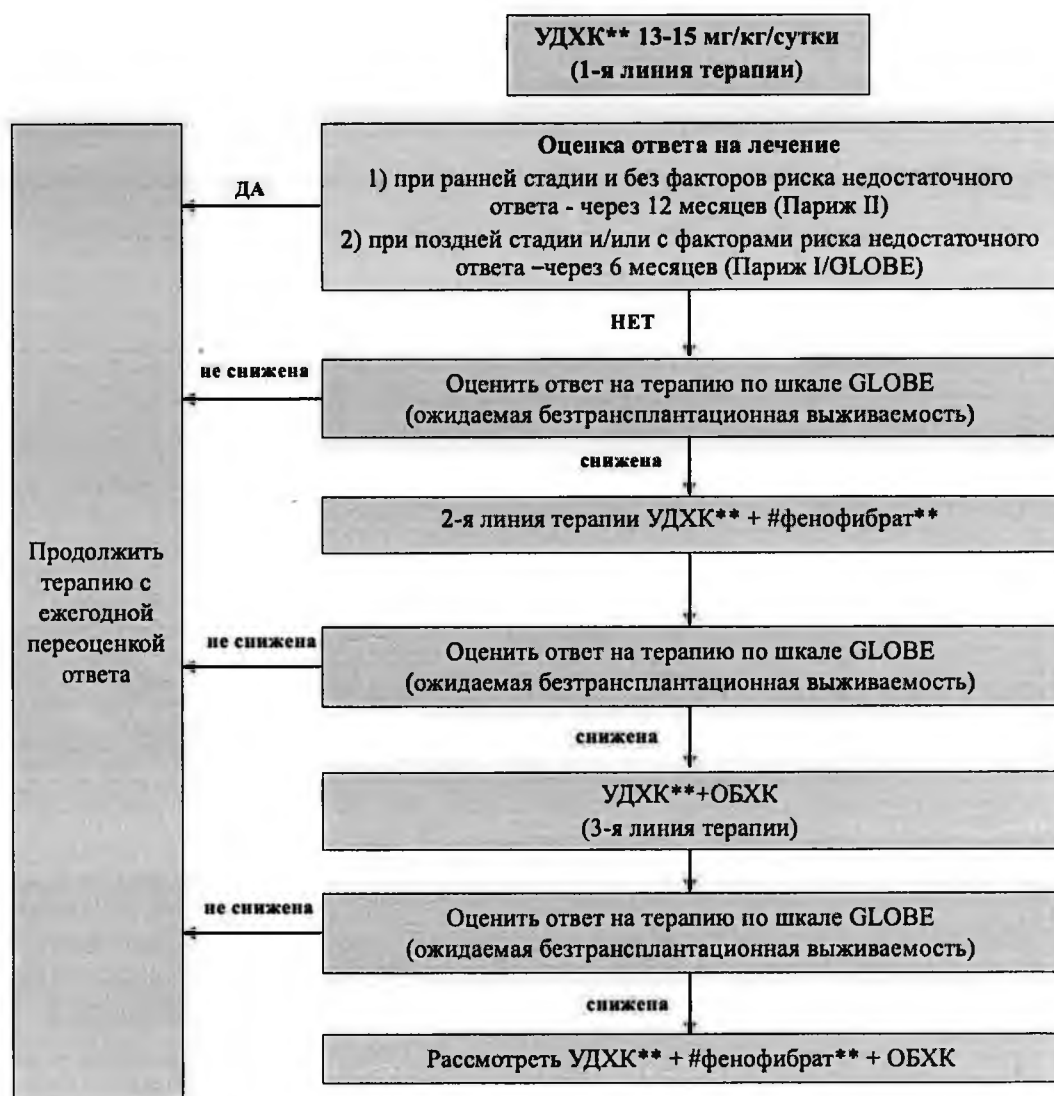 УДХК** 13-15 мг/кг/сутки
(1-я линия терапии)
Оценка ответа на лечение
1) при ранней стадии и без факторов риска недостаточного
ответа - через 12 месяцев (Париж II)
2) при поздней стадии и/или с факторами риска недостаточного
ответа –через 6 месяцев (Париж I/GLOBE)
ДА
НЕТ
не снижена
Оценить ответ на терапию по шкале GLOBE
(ожидаемая безтрансплантационная выживаемость)
снижена
2-я линия терапии УДХК** + #фенофибрат**
Продолжить
терапию с
ежегодной
переоценкой
ответа
не снижена
Оценить ответ на терапию по шкале GLOBE
(ожидаемая безтрансплантационная выживаемость)
снижена
УДХК**+ОБХК
(3-я линия терапии)
не снижена
Оценить ответ на терапию по шкале GLOBE
(ожидаемая безтрансплантационная выживаемость)
снижена
Рассмотреть УДХК** + #фенофибрат** + ОБХК